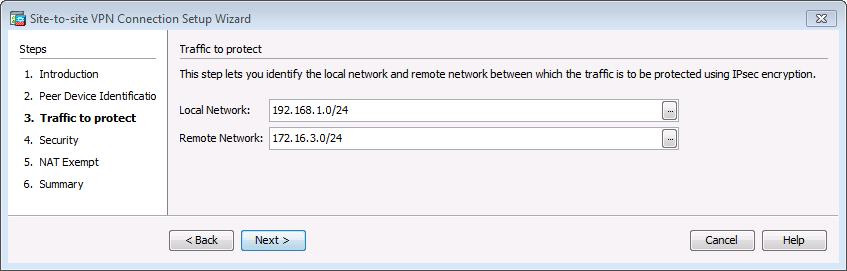 Site-to-site VPN Connection Setup Wizard
Steps
1. Introduction
2. Peer Device Identificatio
3. Traffic to protect
4. Security
5. NAT Exempt
6. Summary
Traffic to protect
This step lets you identify the local network and remote network between which the traffic is to be protected using IPsec encryption.
Local Network: 192.168.1.0/24 ...
Remote Network: 172.16.3.0/24 ...
< Back Next > Cancel Help